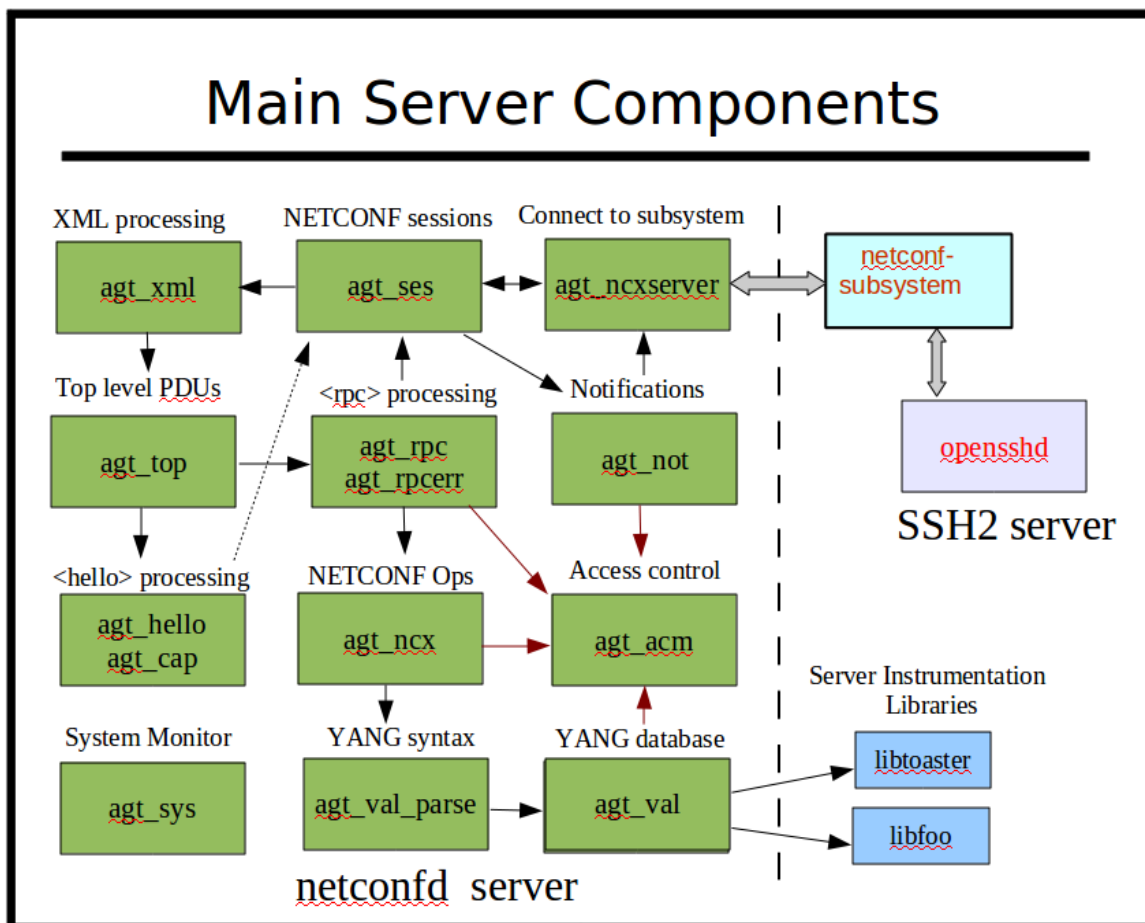 Main Server Components
XML processing
NETCONF sessions
Connect to subsystem
agt_xml
agt_ses
agt_ncxserver
netconf-
subsystem
Top level PDUs
<rpc> processing
Notifications
agt_top
agt_rpc
agt_rpcerr
agt_not
opensshd
SSH2 server
<hello> processing
NETCONF Ops
Access control
agt_hello
agt_cap
agt_ncx
agt_acm
Server Instrumentation
Libraries
System Monitor
YANG syntax
YANG database
agt_sys
agt_val_parse
agt_val
libtoaster
libfoo
netconfd server